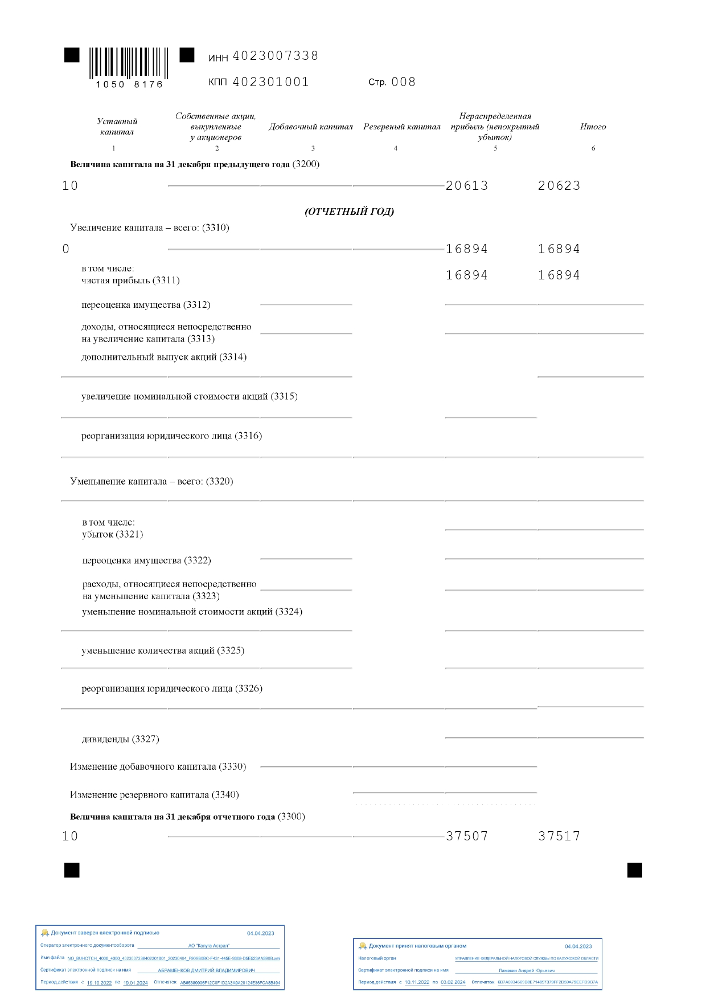 ИНН 4023007338
1050 8176
КПП 402301001 Стр. 008
Уставный капитал
Собственные акции, выкупленные у акционеров
Добавочный капитал
Резервный капитал
Нераспределенная прибыль (непокрытый убыток)
Итого
1 2 3 4 5 6
Величина капитала на 31 декабря предыдущего года (3200)
10 20613 20623
(ОТЧЕТНЫЙ ГОД)
Увеличение капитала – всего: (3310)
0 16894 16894
в том числе:
чистая прибыль (3311) 16894 16894
переоценка имущества (3312)
доходы, относящиеся непосредственно
на увеличение капитала (3313)
дополнительный выпуск акций (3314)
увеличение номинальной стоимости акций (3315)
реорганизация юридического лица (3316)
Уменьшение капитала – всего: (3320)
в том числе:
убыток (3321)
переоценка имущества (3322)
расходы, относящиеся непосредственно
на уменьшение капитала (3323)
уменьшение номинальной стоимости акций (3324)
уменьшение количества акций (3325)
реорганизация юридического лица (3326)
дивиденды (3327)
Изменение добавочного капитала (3330)
Изменение резервного капитала (3340)
Величина капитала на 31 декабря отчетного года (3300)
10 37507 37517
Документ заверен электронной подписью 04.04.2023
Оператор электронного документооборота АО "Калуга Астрал"
Имя файла NO_BUHOTCH_4000_4000_4023007338402301001_20230404_F909B0BC-F431-445E-9308-D5E523AA590B.xml
Сертификат электронной подписи на имя АБРАМЕНКОВ ДМИТРИЙ ВЛАДИМИРОВИЧ
Период действия с 19.10.2022 по 19.01.2024 Отпечаток AB65389906F12C0F1D2A3A9A28124E36FCA8B494
Документ принят налоговым органом 04.04.2023
Налоговый орган УПРАВЛЕНИЕ ФЕДЕРАЛЬНОЙ НАЛОГОВОЙ СЛУЖБЫ ПО КАЛУЖСКОЙ ОБЛАСТИ
Сертификат электронной подписи на имя Ламакин Андрей Юрьевич
Период действия с 10.11.2022 по 03.02.2024 Отпечаток 6B7A0934569D8E714897379FF2D59A79EEFD9C7A